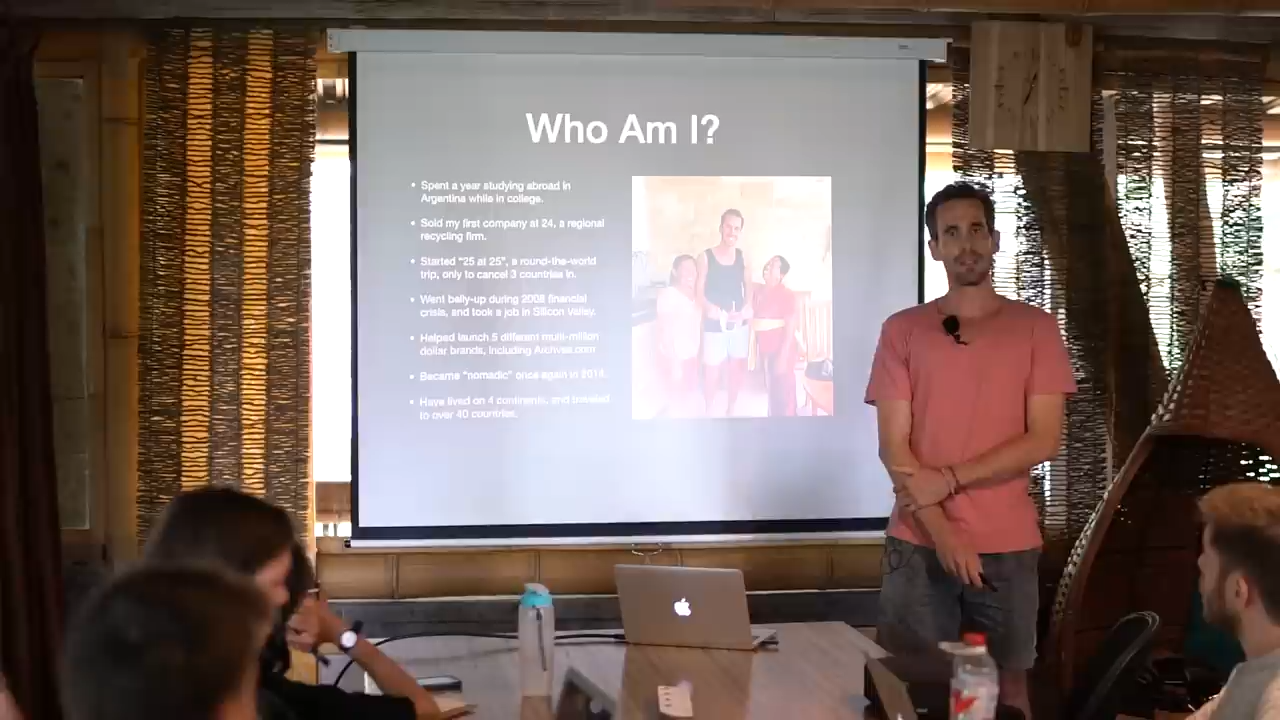 Who Am I?
• Spent a year studying abroad in
Argentina while in college.
• Sold my first company at 24, a regional
recycling firm.
• Started "25 at 25", a round-the-world
trip, only to cancel 3 countries in.
• Went belly-up during 2008 financial
crisis, and took a job in Silicon Valley.
• Helped launch 5 different multi-million
dollar brands, including Archives.com
• Became "nomadic" once again in
• Have lived on 4 continents, and traveled
to over 40 countries.